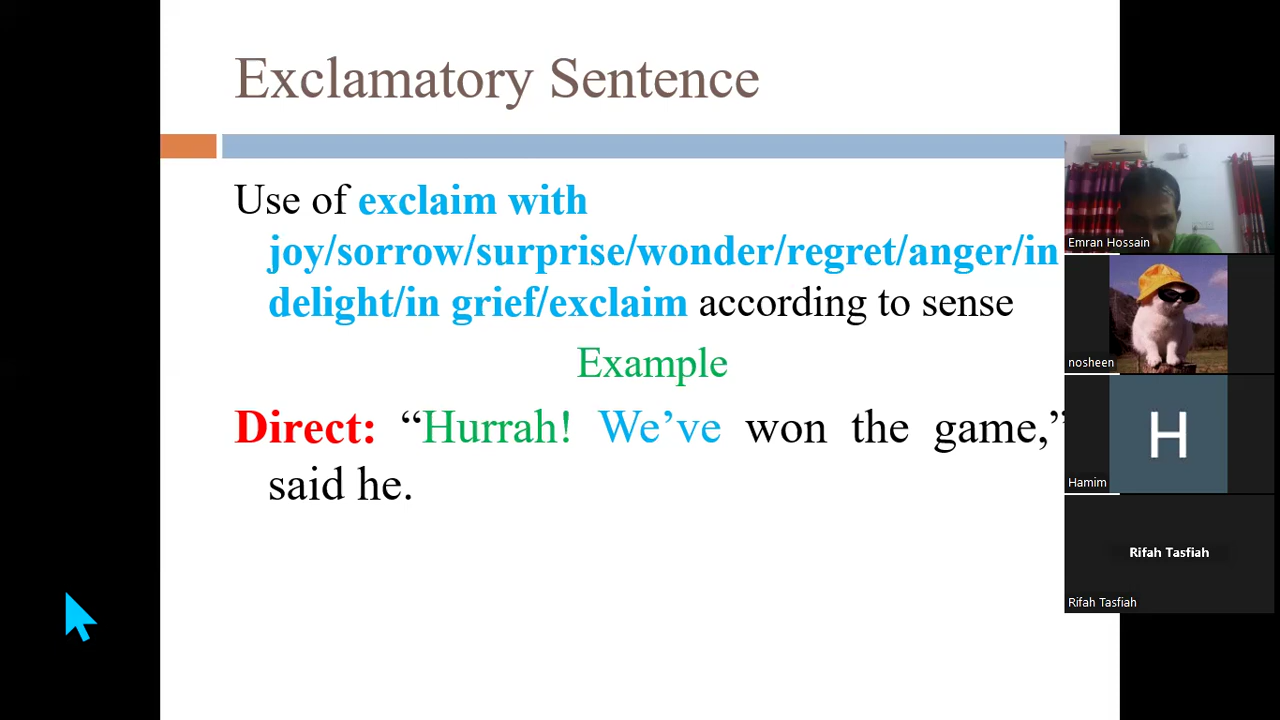 Exclamatory Sentence
Use of exclaim with
joy/sorrow/surprise/wonder/regret/anger/in
delight/in grief/exclaim according to sense
Example
Direct: “Hurrah! We’ve won the game,”
said he.
Emran Hossain
nosheen
H
Hamim
Rifah Tasfiah
Rifah Tasfiah